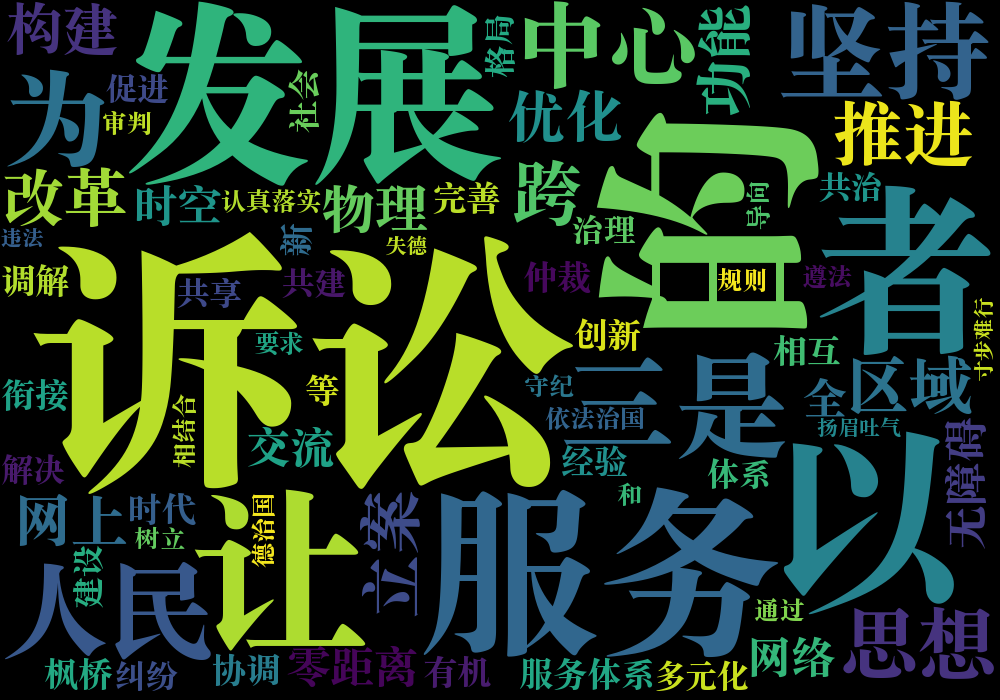 构建
发展
格局
中心
功能
坚持
为
促进
审判
社会
优化
推进
改革
时空
认真落实
物理
完善
跨
治理
的
导向
共治
者
违法
新
失德
调解
诉讼
共享
共建
仲裁
规则
遵法
创新
寸步难行
要求
相互
衔接
等
守纪
三是
全
区域
相结合
依法治国
扬眉吐气
交流
经验
体系
无障碍
解决
和
以
网上
时代
树立
让
德治国
立案
服务
建设
人民
通过
思想
枫桥
纠纷
协调
零距离
有机
服务体系
多元化
网络